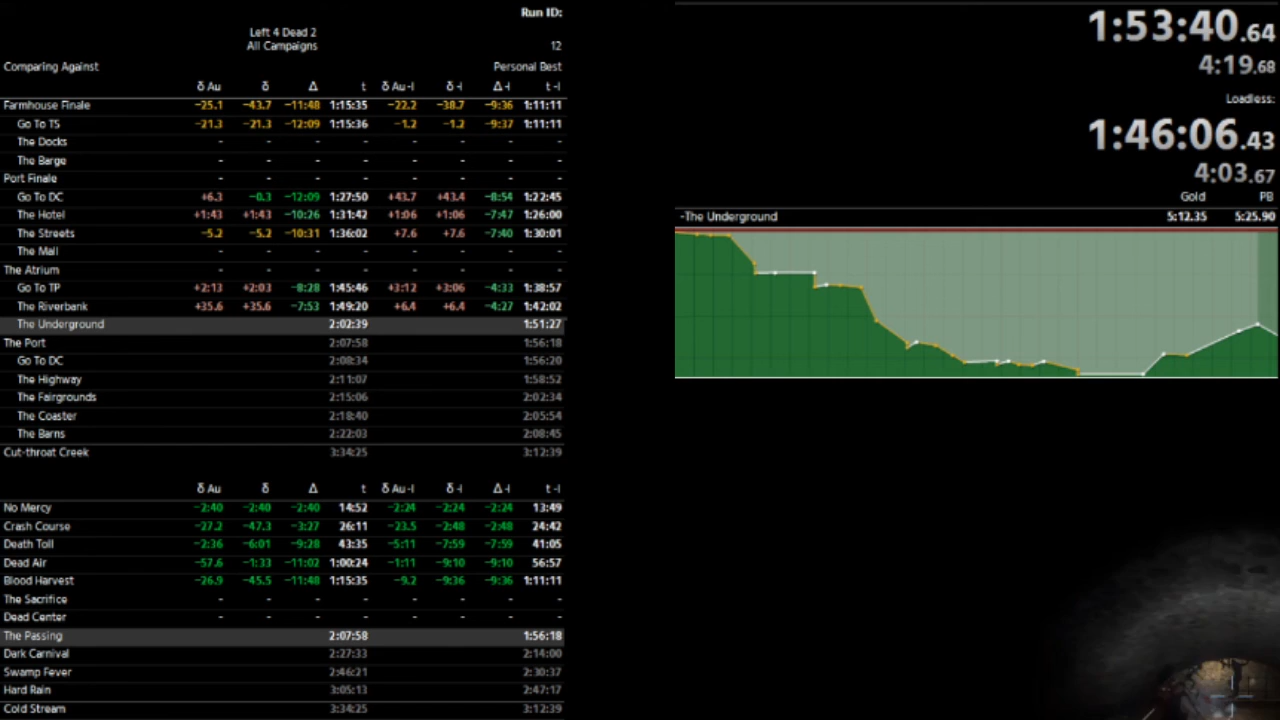 Run ID:
Left 4 Dead 2
All Campaigns 12
Comparing Against Personal Best
δ Au δ Δ t δ Au -l δ -l Δ -l t -l
Farmhouse Finale −25.1 −43.7 −11:48 1:15:35 −22.2 −38.7 −9:36 1:11:11
Go To TS −21.3 −21.3 −12:09 1:15:36 −1.2 −1.2 −9:37 1:11:11
The Docks - - - - - - - -
The Barge - - - - - - - -
Port Finale - - - - - - - -
Go To DC +6.3 −0.3 −12:09 1:27:50 +43.7 +43.4 −8:54 1:22:45
The Hotel +1:43 +1:43 −10:26 1:31:42 +1:06 +1:06 −7:47 1:26:00
The Streets −5.2 −5.2 −10:31 1:36:02 +7.6 +7.6 −7:40 1:30:01
The Mall - - - - - - - -
The Atrium - - - - - - - -
Go To TP +2:13 +2:03 −8:28 1:45:46 +3:12 +3:06 −4:33 1:38:57
The Riverbank +35.6 +35.6 −7:53 1:49:20 +6.4 +6.4 −4:27 1:42:02
The Underground 2:02:39 1:51:27
The Port 2:07:58 1:56:18
Go To DC 2:08:34 1:56:20
The Highway 2:11:07 1:58:52
The Fairgrounds 2:15:06 2:02:34
The Coaster 2:18:40 2:05:54
The Barns 2:22:03 2:08:45
Cut-throat Creek 3:34:25 3:12:39
δ Au δ Δ t δ Au -l δ -l Δ -l t -l
No Mercy −2:40 −2:40 −2:40 14:52 −2:24 −2:24 −2:24 13:49
Crash Course −27.2 −47.3 −3:27 26:11 −23.5 −2:48 −2:48 24:42
Death Toll −2:36 −6:01 −9:28 43:35 −5:11 −7:59 −7:59 41:05
Dead Air −57.6 −1:33 −11:02 1:00:24 −1:11 −9:10 −9:10 56:57
Blood Harvest −26.9 −45.5 −11:48 1:15:35 −9.2 −9:36 −9:36 1:11:11
The Sacrifice - - - - - - - -
Dead Center - - - - - - - -
The Passing 2:07:58 1:56:18
Dark Carnival 2:27:33 2:14:00
Swamp Fever 2:46:21 2:30:37
Hard Rain 3:05:13 2:47:17
Cold Stream 3:34:25 3:12:39
1:53:40.64
4:19.68
Loadless:
1:46:06.43
4:03.67
Gold PB
-The Underground 5:12.35 5:25.90